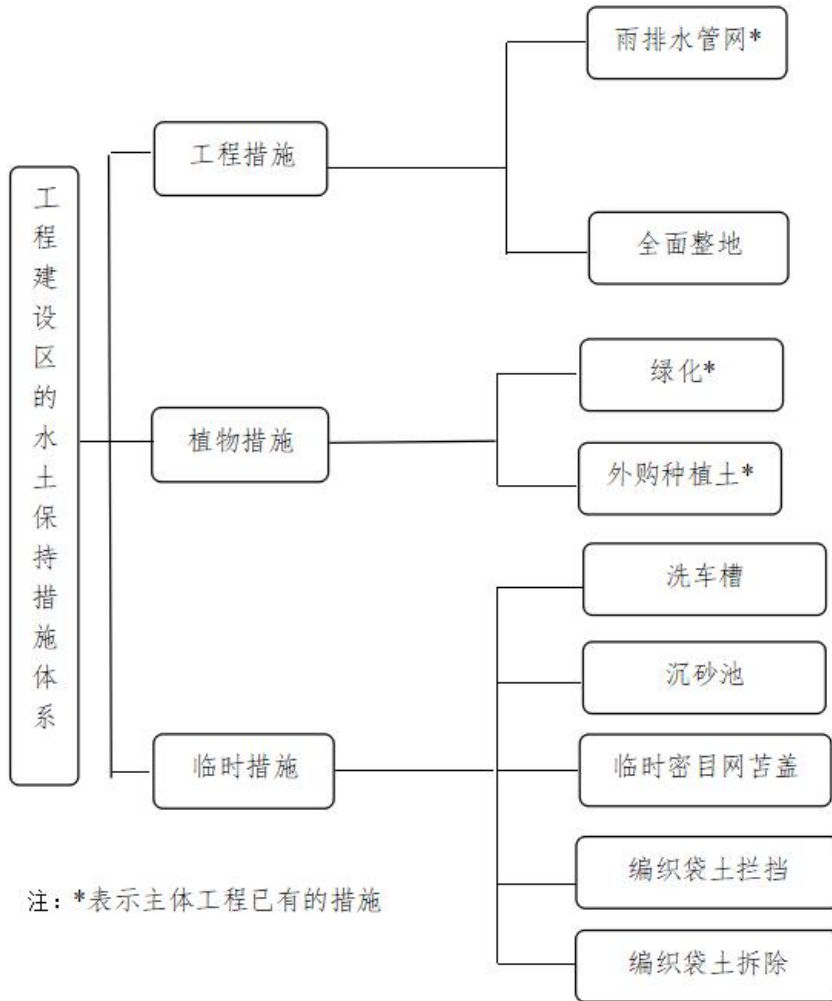 工程建设区的水土保持措施体系
工程措施
雨排水管网*
全面整地
植物措施
绿化*
外购种植土*
临时措施
洗车槽
沉砂池
临时密目网苫盖
编织袋土拦挡
编织袋土拆除
注：*表示主体工程已有的措施